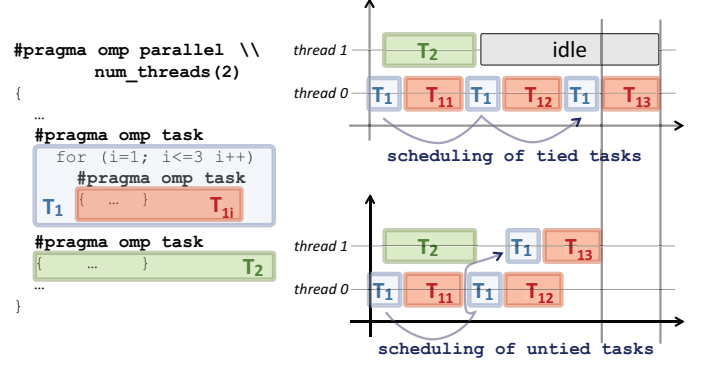 #pragma omp parallel \\
num_threads(2)
{
…
#pragma omp task
for (i=1; i<=3 i++)
#pragma omp task
{ … }
T1i
T1
#pragma omp task
{ … }
T2
…
}
thread 1
T2
idle
thread 0
T1 T11 T1 T12 T1 T13
scheduling of tied tasks
thread 1
T2 T1 T13
thread 0
T1 T11 T1 T12
scheduling of untied tasks